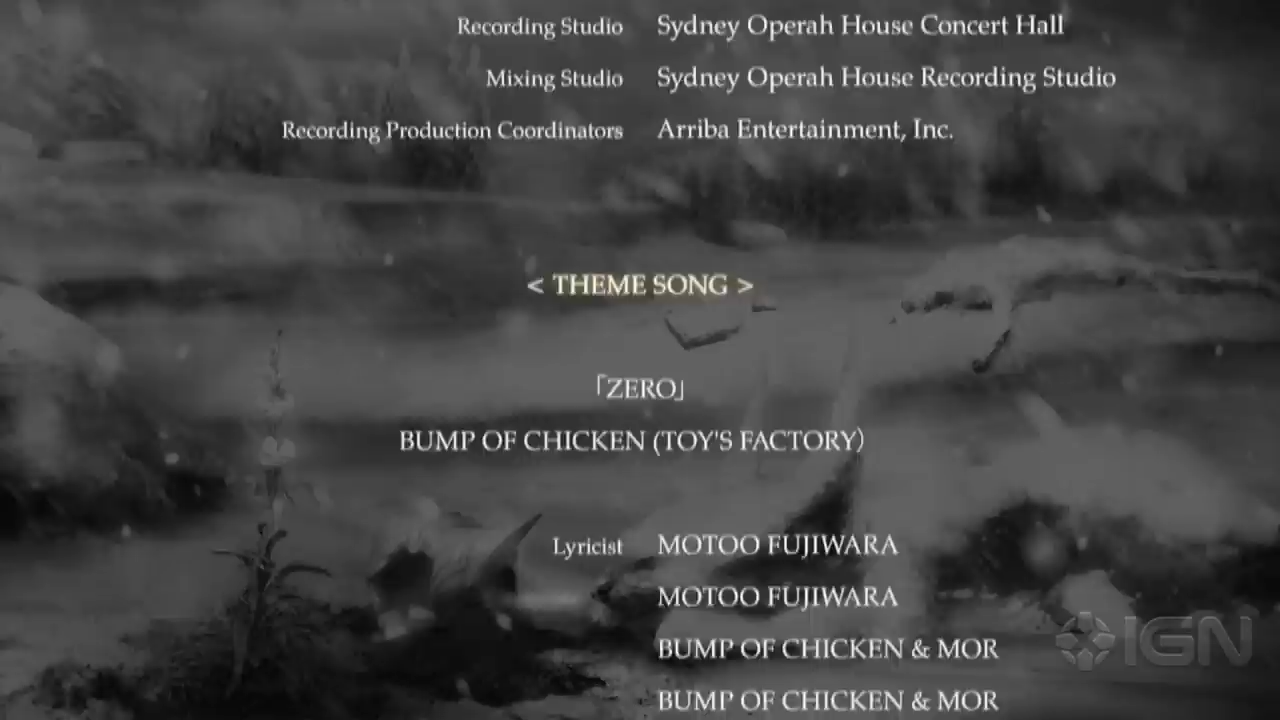 Recording Studio Sydney Operah House Concert Hall
Mixing Studio Sydney Operah House Recording Studio
Recording Production Coordinators Arriba Entertainment, Inc.
< THEME SONG >
「ZERO」
BUMP OF CHICKEN (TOY'S FACTORY)
Lyricist MOTOO FUJIWARA
MOTOO FUJIWARA
BUMP OF CHICKEN & MOR
BUMP OF CHICKEN & MOR
IGN